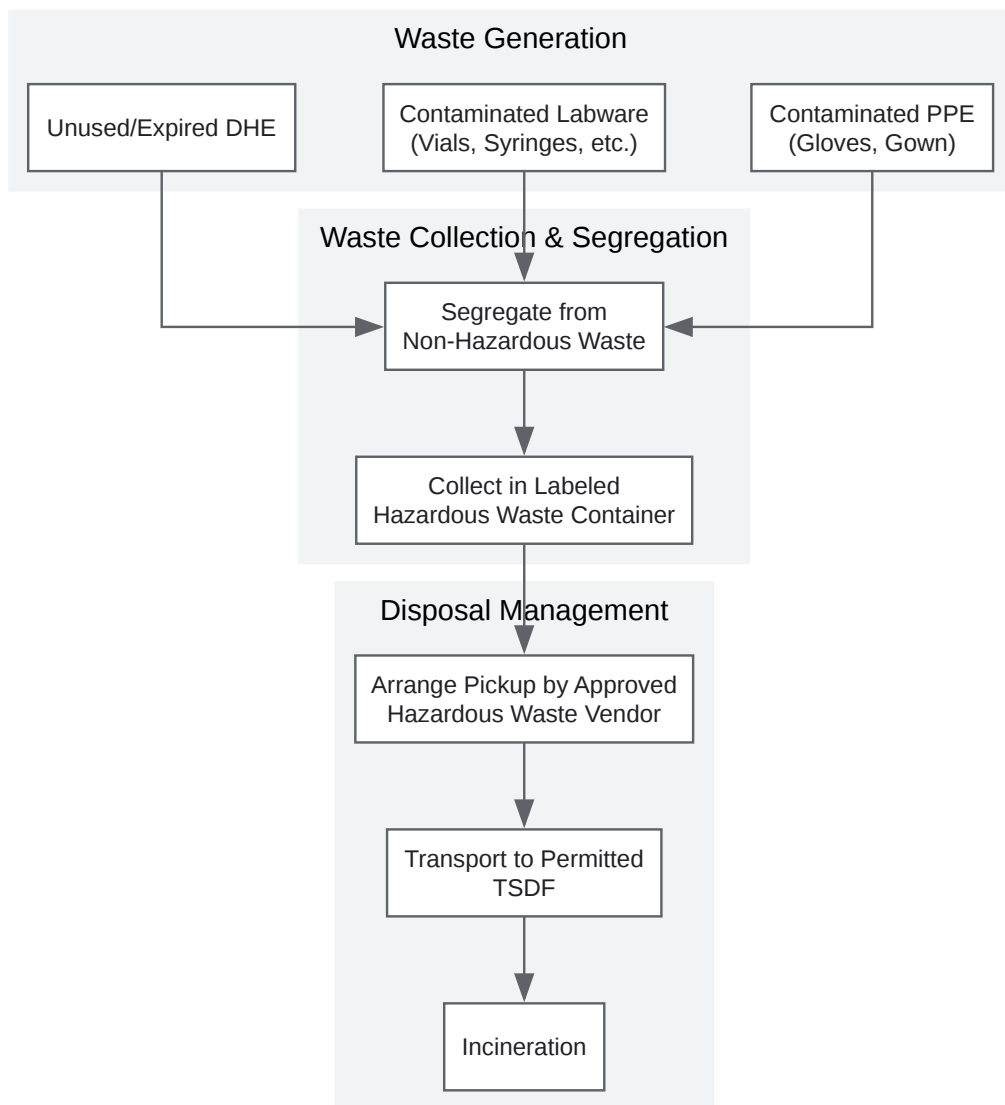 Waste Generation
Unused/Expired DHE
Contaminated Labware
(Vials, Syringes, etc.)
Contaminated PPE
(Gloves, Gown)
Waste Collection & Segregation
Segregate from
Non-Hazardous Waste
Collect in Labeled
Hazardous Waste Container
Disposal Management
Arrange Pickup by Approved
Hazardous Waste Vendor
Transport to Permitted
TSDF
Incineration